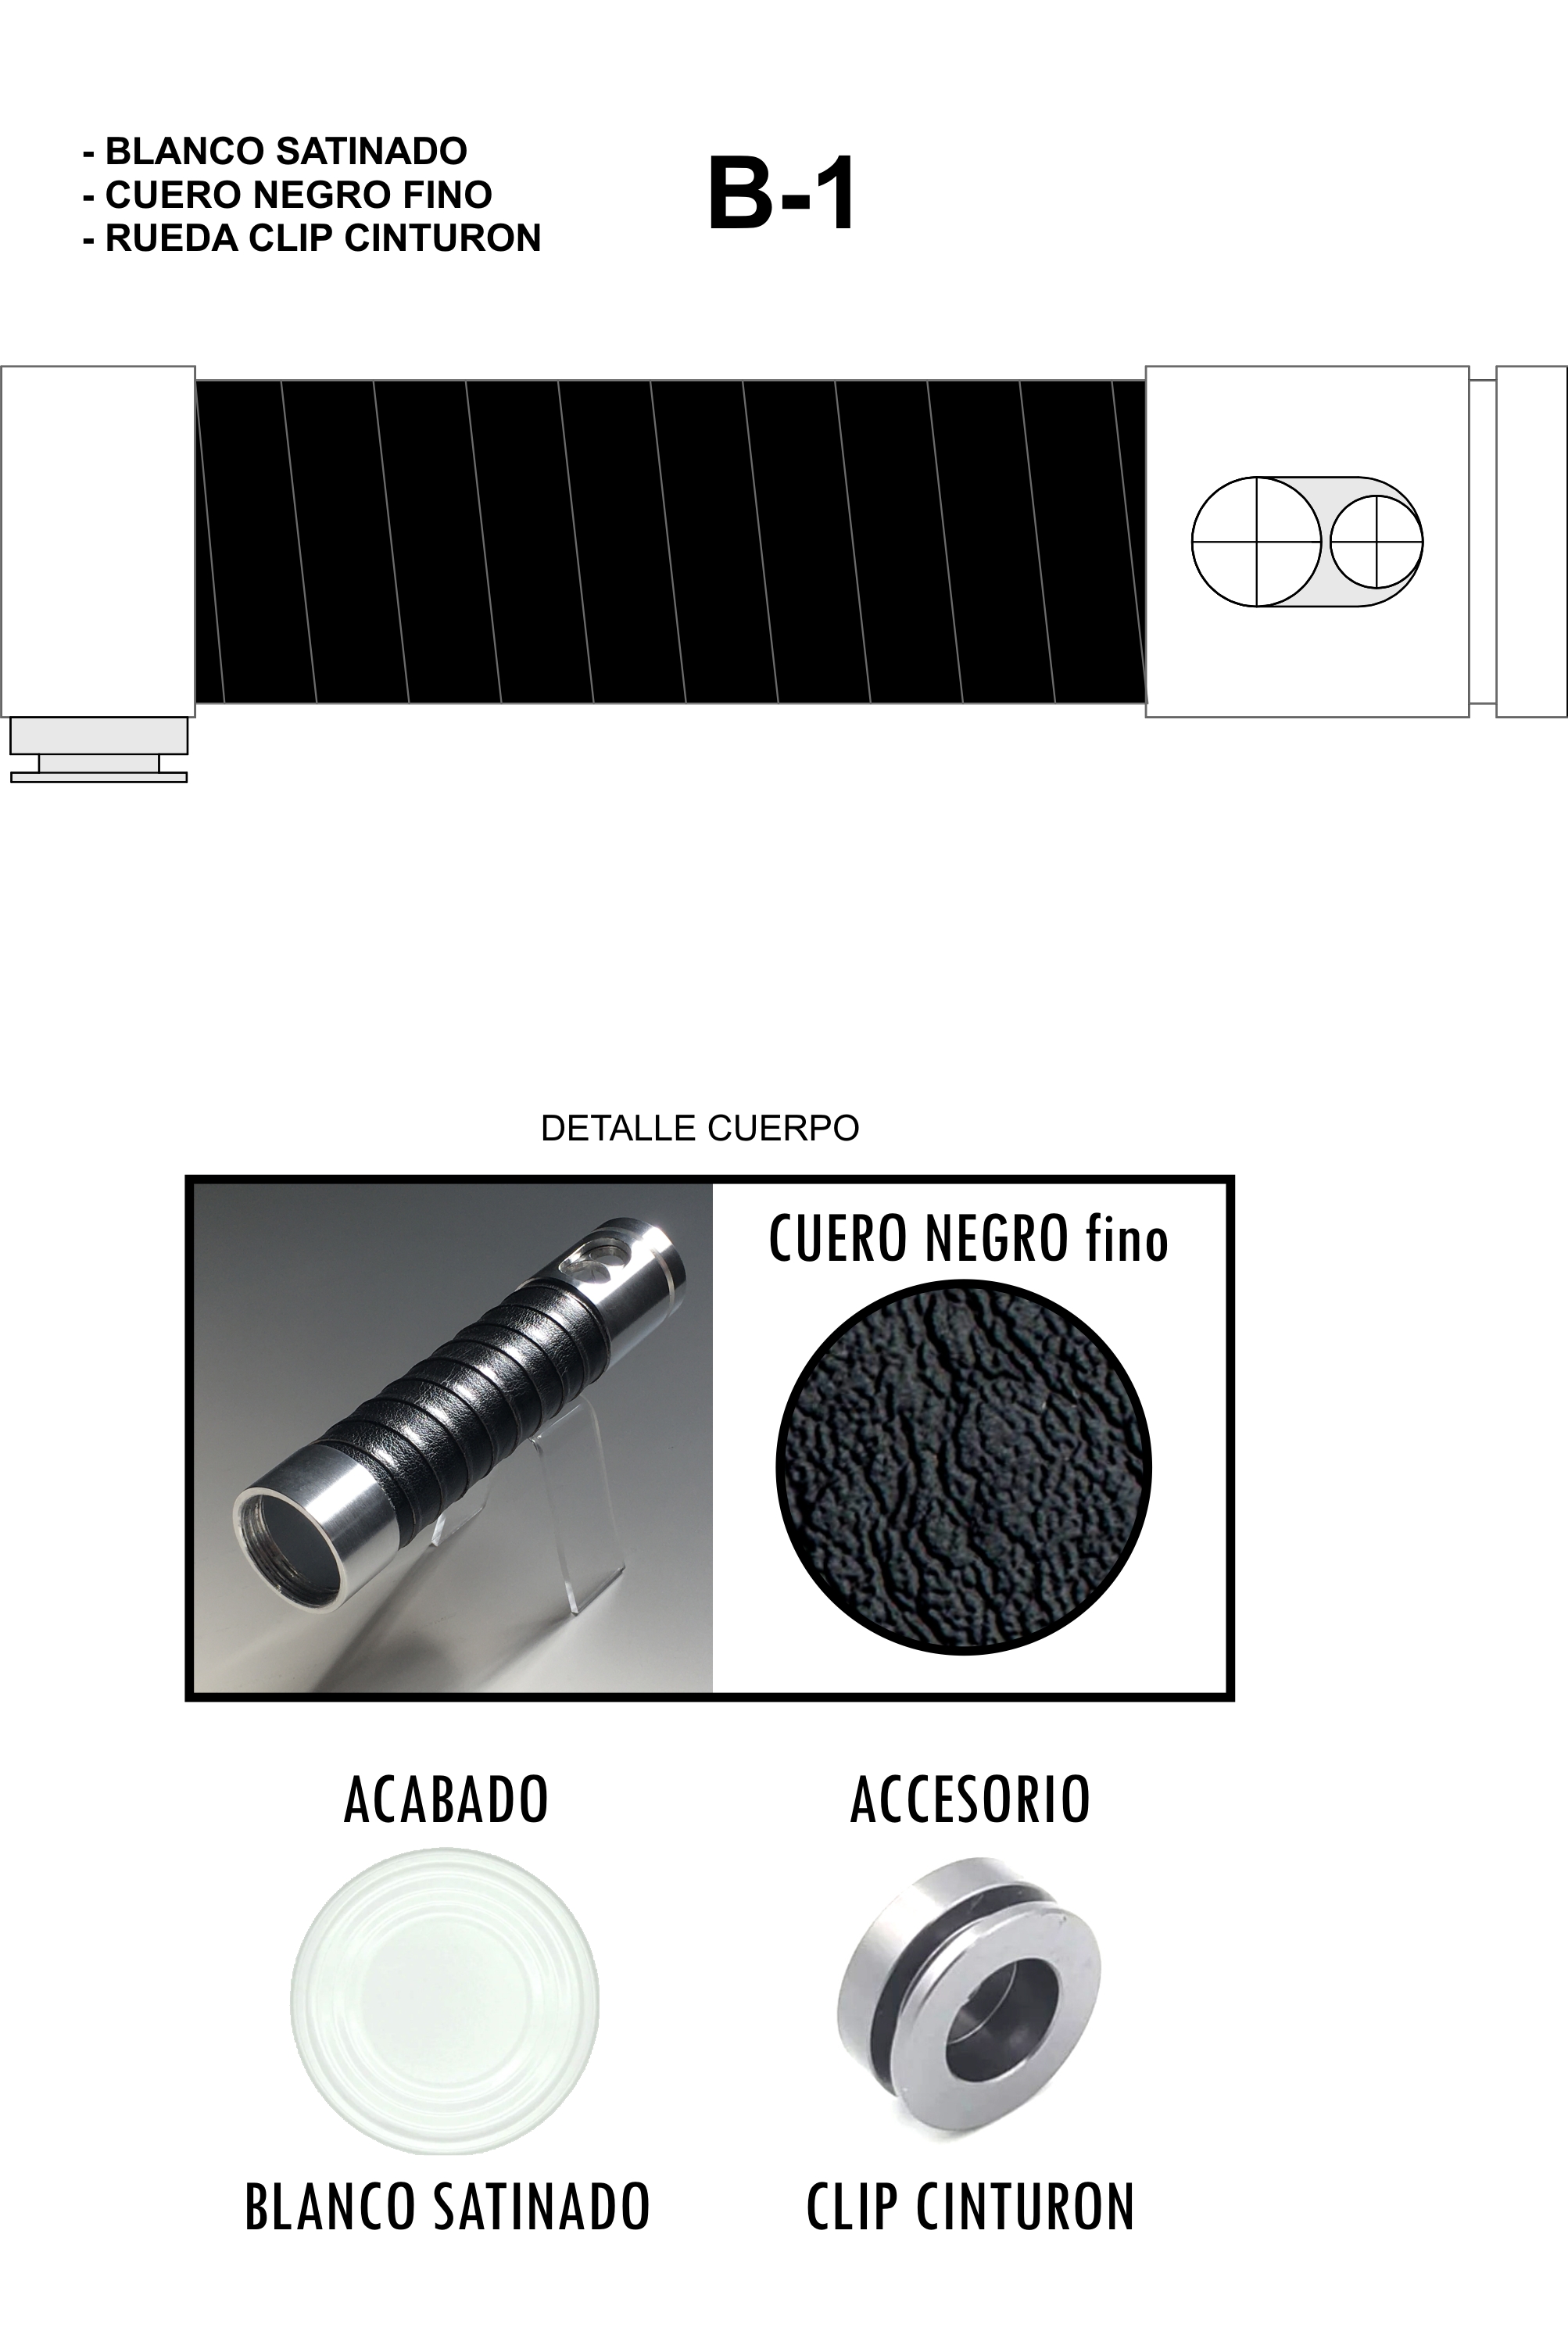 - BLANCO SATINADO
- CUERO NEGRO FINO
- RUEDA CLIP CINTURON
B-1
DETALLE CUERPO
CUERO NEGRO fino
ACABADO
ACCESORIO
BLANCO SATINADO
CLIP CINTURON